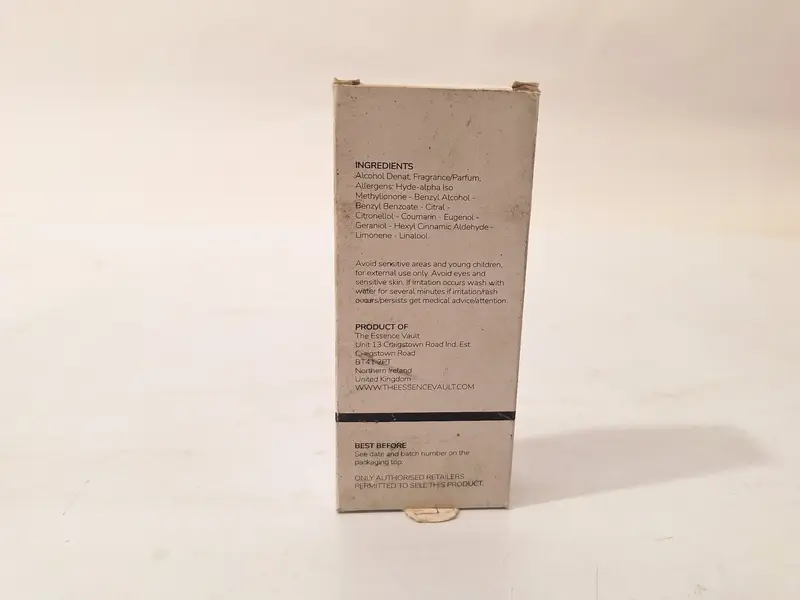 INGREDIENTS
Alcohol Denat, Fragrance/Parfum,
Allergens: Hyde-alpha Iso
Methylionone - Benzyl Alcohol -
Benzyl Benzoate - Citral -
Citronellol - Coumarin - Eugenol -
Geraniol - Hexyl Cinnamic Aldehyde -
Limonene - Linalool
Avoid sensitive areas and young children,
for external use only. Avoid eyes and
sensitive skin. If irritation occurs wash with
water for several minutes if irritation/rash
occurs/persists get medical advice/attention.
PRODUCT OF
The Essence Vault
Unit 13 Craigstown Road Ind. Est
Craigstown Road
BT41 2PT
Northern Ireland
United Kingdom
WWW.THEESSENCEVAULT.COM
BEST BEFORE
See date and batch number on the
packaging top.
ONLY AUTHORISED RETAILERS
PERMITTED TO SELL THIS PRODUCT.